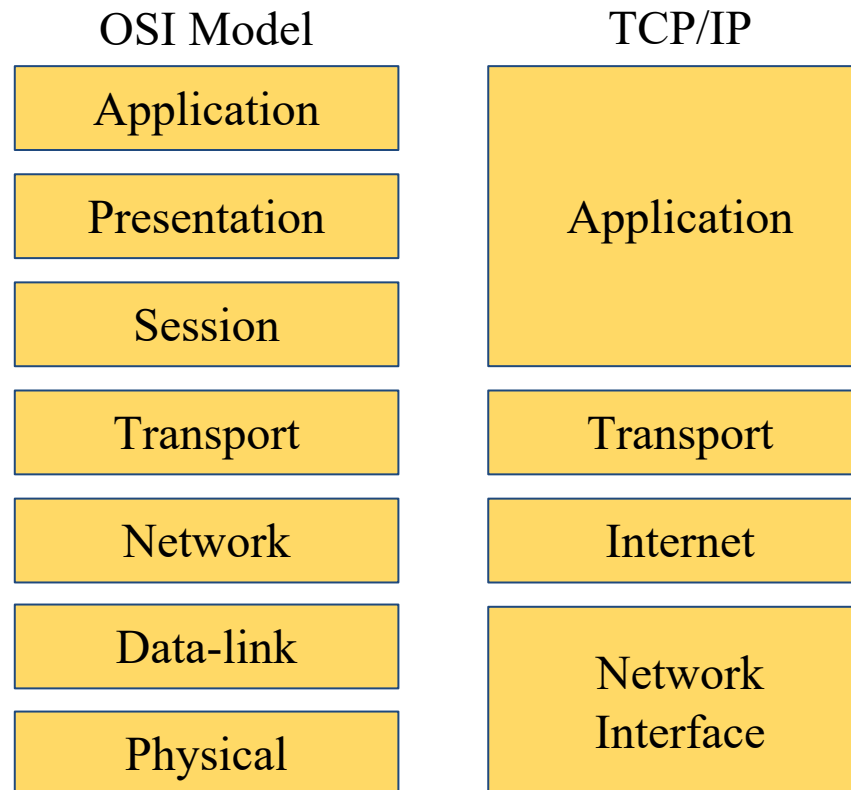 OSI Model
Application
Presentation
Session
Transport
Network
Data-link
Physical
TCP/IP
Application
Transport
Internet
Network
Interface